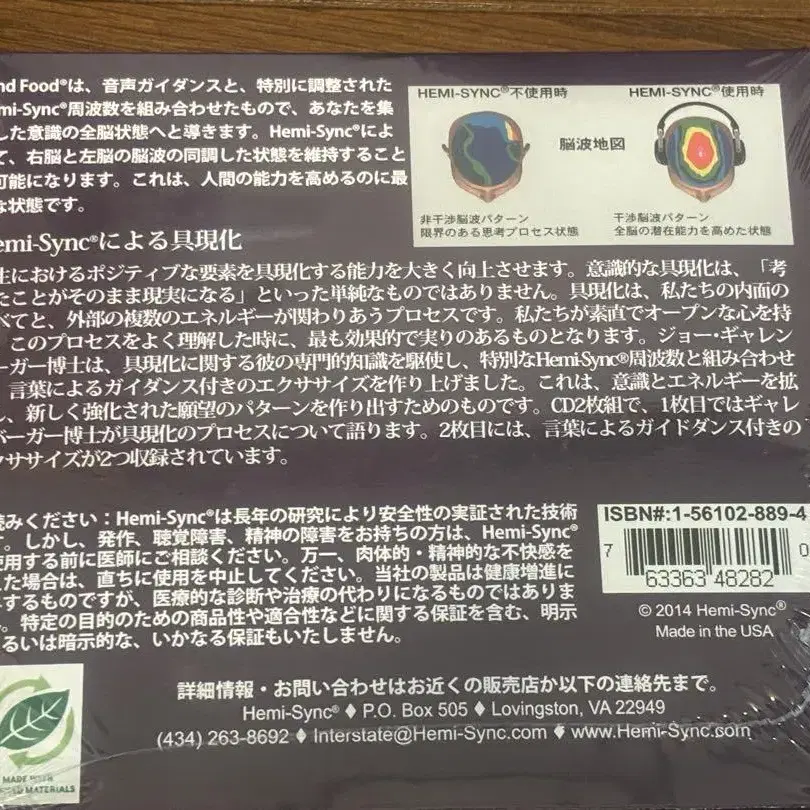 nd Food®は、音声ガイダンスと、特別に調整された
mi-Sync®周波数を組み合わせたもので、あなたを集
した意識の全脳状態へと導きます。Hemi-Sync®によ
て、右脳と左脳の脳波の同調した状態を維持すること
可能になります。これは、人間の能力を高めるのに最
な状態です。
HEMI-SYNC®不使用時
HEMI-SYNC®使用時
脳波地図
非干渉脳波パターン
限界のある思考プロセス状態
干渉脳波パターン
全脳の潜在能力を高めた状態
emi-Sync®による具現化
生におけるポジティブな要素を具現化する能力を大きく向上させます。意識的な具現化は、「考
たことがそのまま現実になる」といった単純なものではありません。具現化は、私たちの内面の
べてと、外部の複数のエネルギーが関わりあうプロセスです。私たちが素直でオープンな心を持
、このプロセスをよく理解した時に、最も効果的で実りのあるものとなります。ジョー・ギャレン
ーガー博士は、具現化に関する彼の専門的知識を駆使し、特別なHemi-Sync®周波数と組み合わせ
、言葉によるガイダンス付きのエクササイズを作り上げました。これは、意識とエネルギーを拡
し、新しく強化された願望のパターンを作り出すためのものです。CD2枚組で、1枚目ではギャレ
バーガー博士が具現化のプロセスについて語ります。2枚目には、言葉によるガイドダンス付きの
クササイズが2つ収録されています。
読みください：Hemi-Sync®は長年の研究により安全性の実証された技術
す。しかし、発作、聴覚障害、精神の障害をお持ちの方は、Hemi-Sync®
使用する前に医師にご相談ください。万一、肉体的・精神的な不快感を
た場合は、直ちに使用を中止してください。当社の製品は健康増進に
するものですが、医療的な診断や治療の代わりになるものではありま
。特定の目的のための商品性や適合性などに関する保証を含む、明示
るいは暗示的な、いかなる保証もいたしません。
ISBN#:1-56102-889-4
7 63363 48282 0
© 2014 Hemi-Sync®
Made in the USA
詳細情報・お問い合わせはお近くの販売店か以下の連絡先まで。
Hemi-Sync® ♦ P.O. Box 505 ♦ Lovingston, VA 22949
(434) 263-8692 ♦ Interstate@Hemi-Sync.com ♦ www.Hemi-Sync.com
MADE WITH
MATERIALS